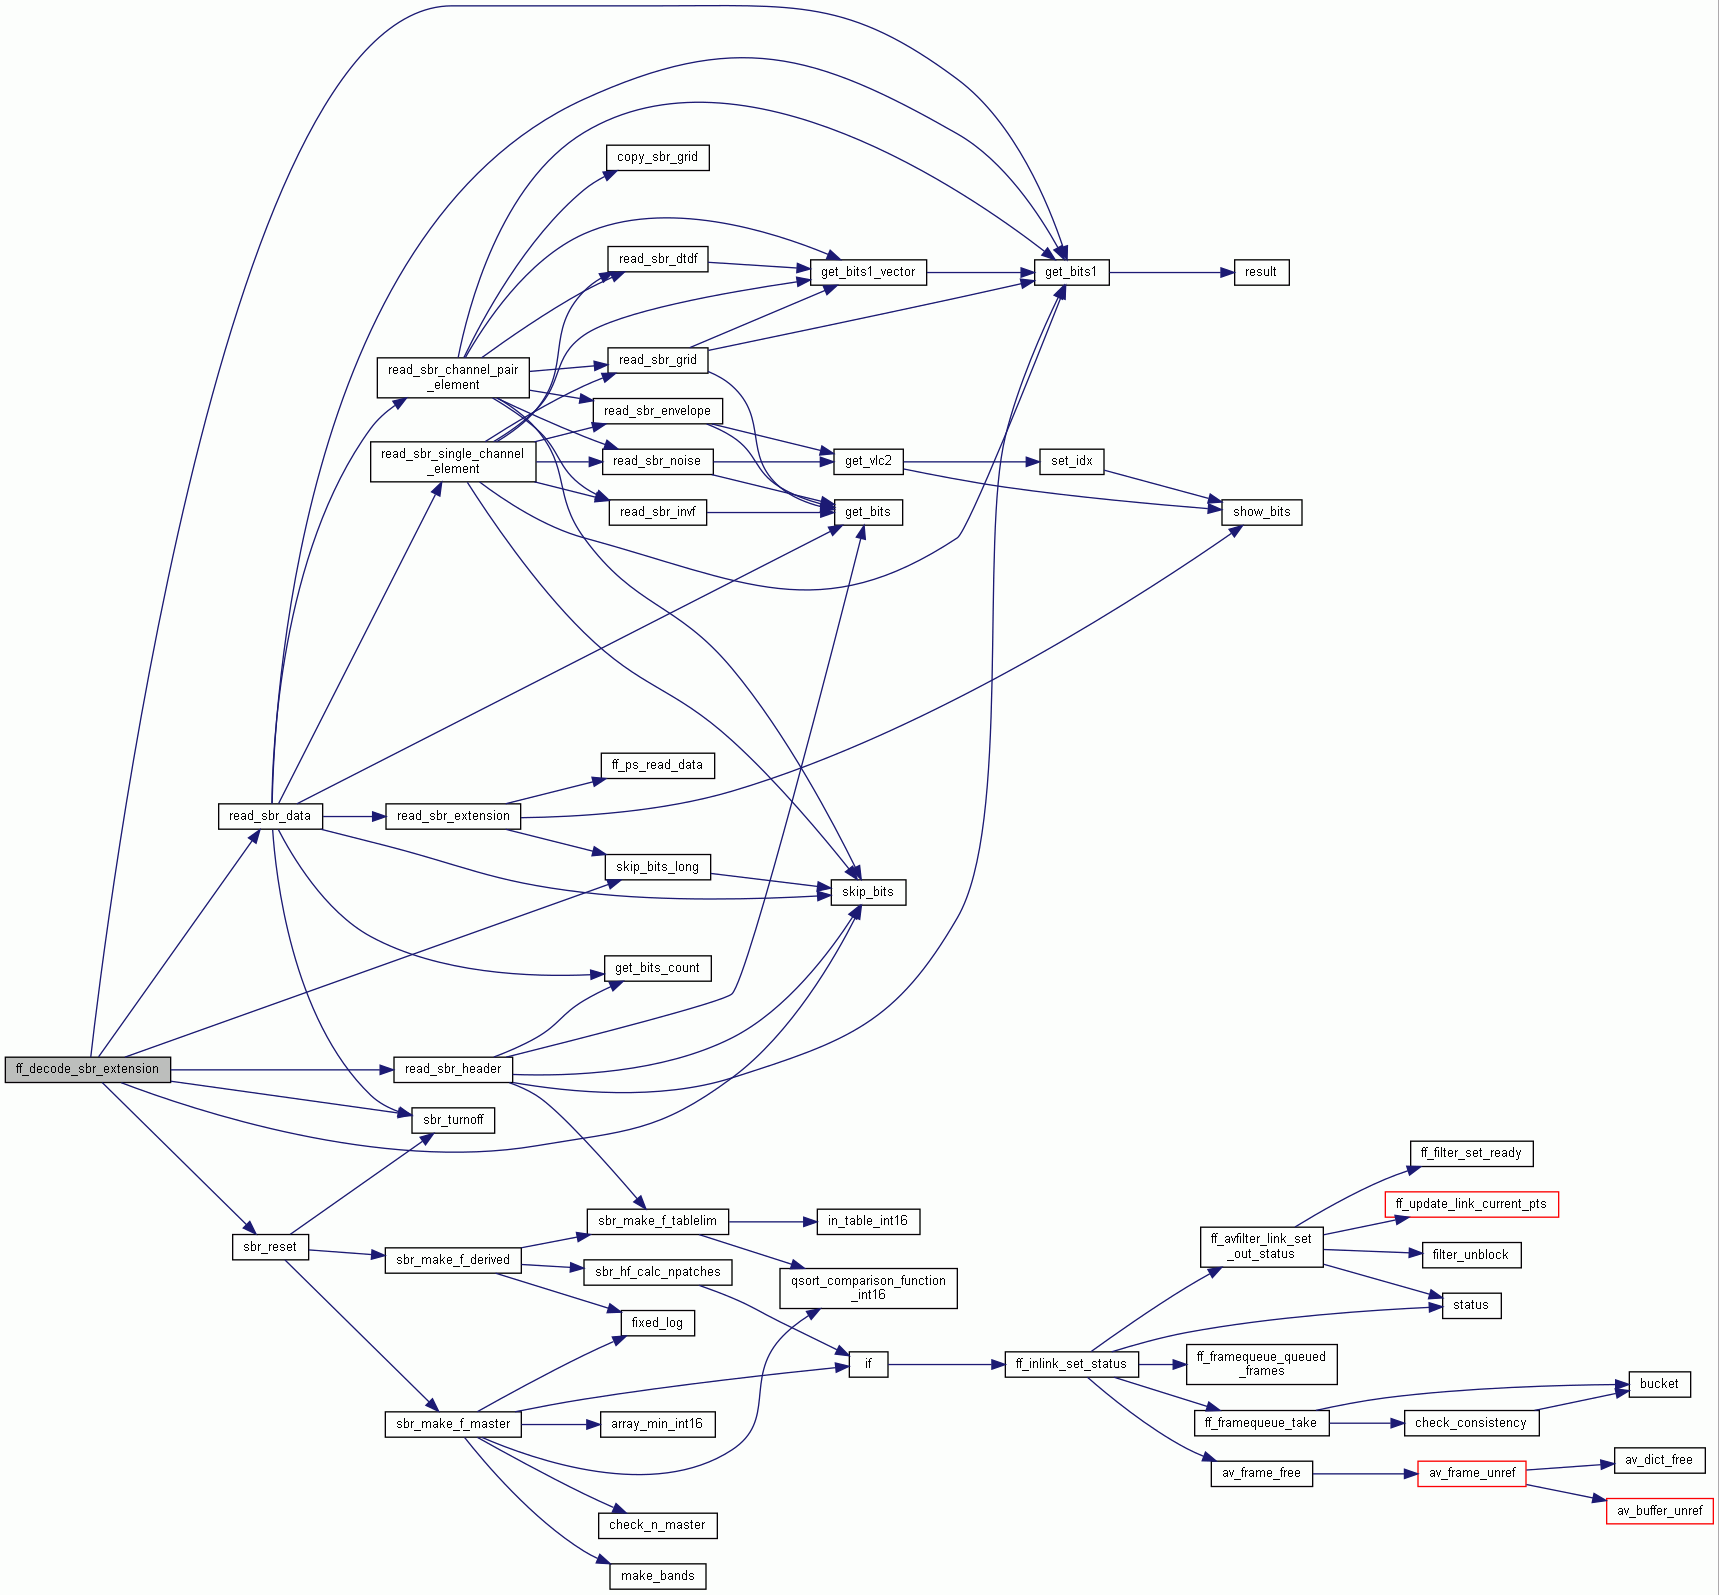 copy_sbr_grid
read_sbr_dtdf
get_bits1_vector
get_bits1
result
read_sbr_channel_pair
_element
read_sbr_grid
read_sbr_envelope
read_sbr_single_channel
_element
read_sbr_noise
get_vlc2
set_idx
read_sbr_invf
get_bits
show_bits
ff_ps_read_data
read_sbr_data
read_sbr_extension
skip_bits_long
skip_bits
get_bits_count
ff_decode_sbr_extension
read_sbr_header
sbr_turnoff
ff_filter_set_ready
ff_update_link_current_pts
sbr_make_f_tablelim
in_table_int16
sbr_reset
sbr_make_f_derived
ff_avfilter_link_set
_out_status
filter_unblock
sbr_hf_calc_npatches
qsort_comparison_function
_int16
status
fixed_log
if
ff_inlink_set_status
ff_framequeue_queued
_frames
bucket
sbr_make_f_master
array_min_int16
ff_framequeue_take
check_consistency
av_frame_free
av_frame_unref
av_dict_free
av_buffer_unref
check_n_master
make_bands